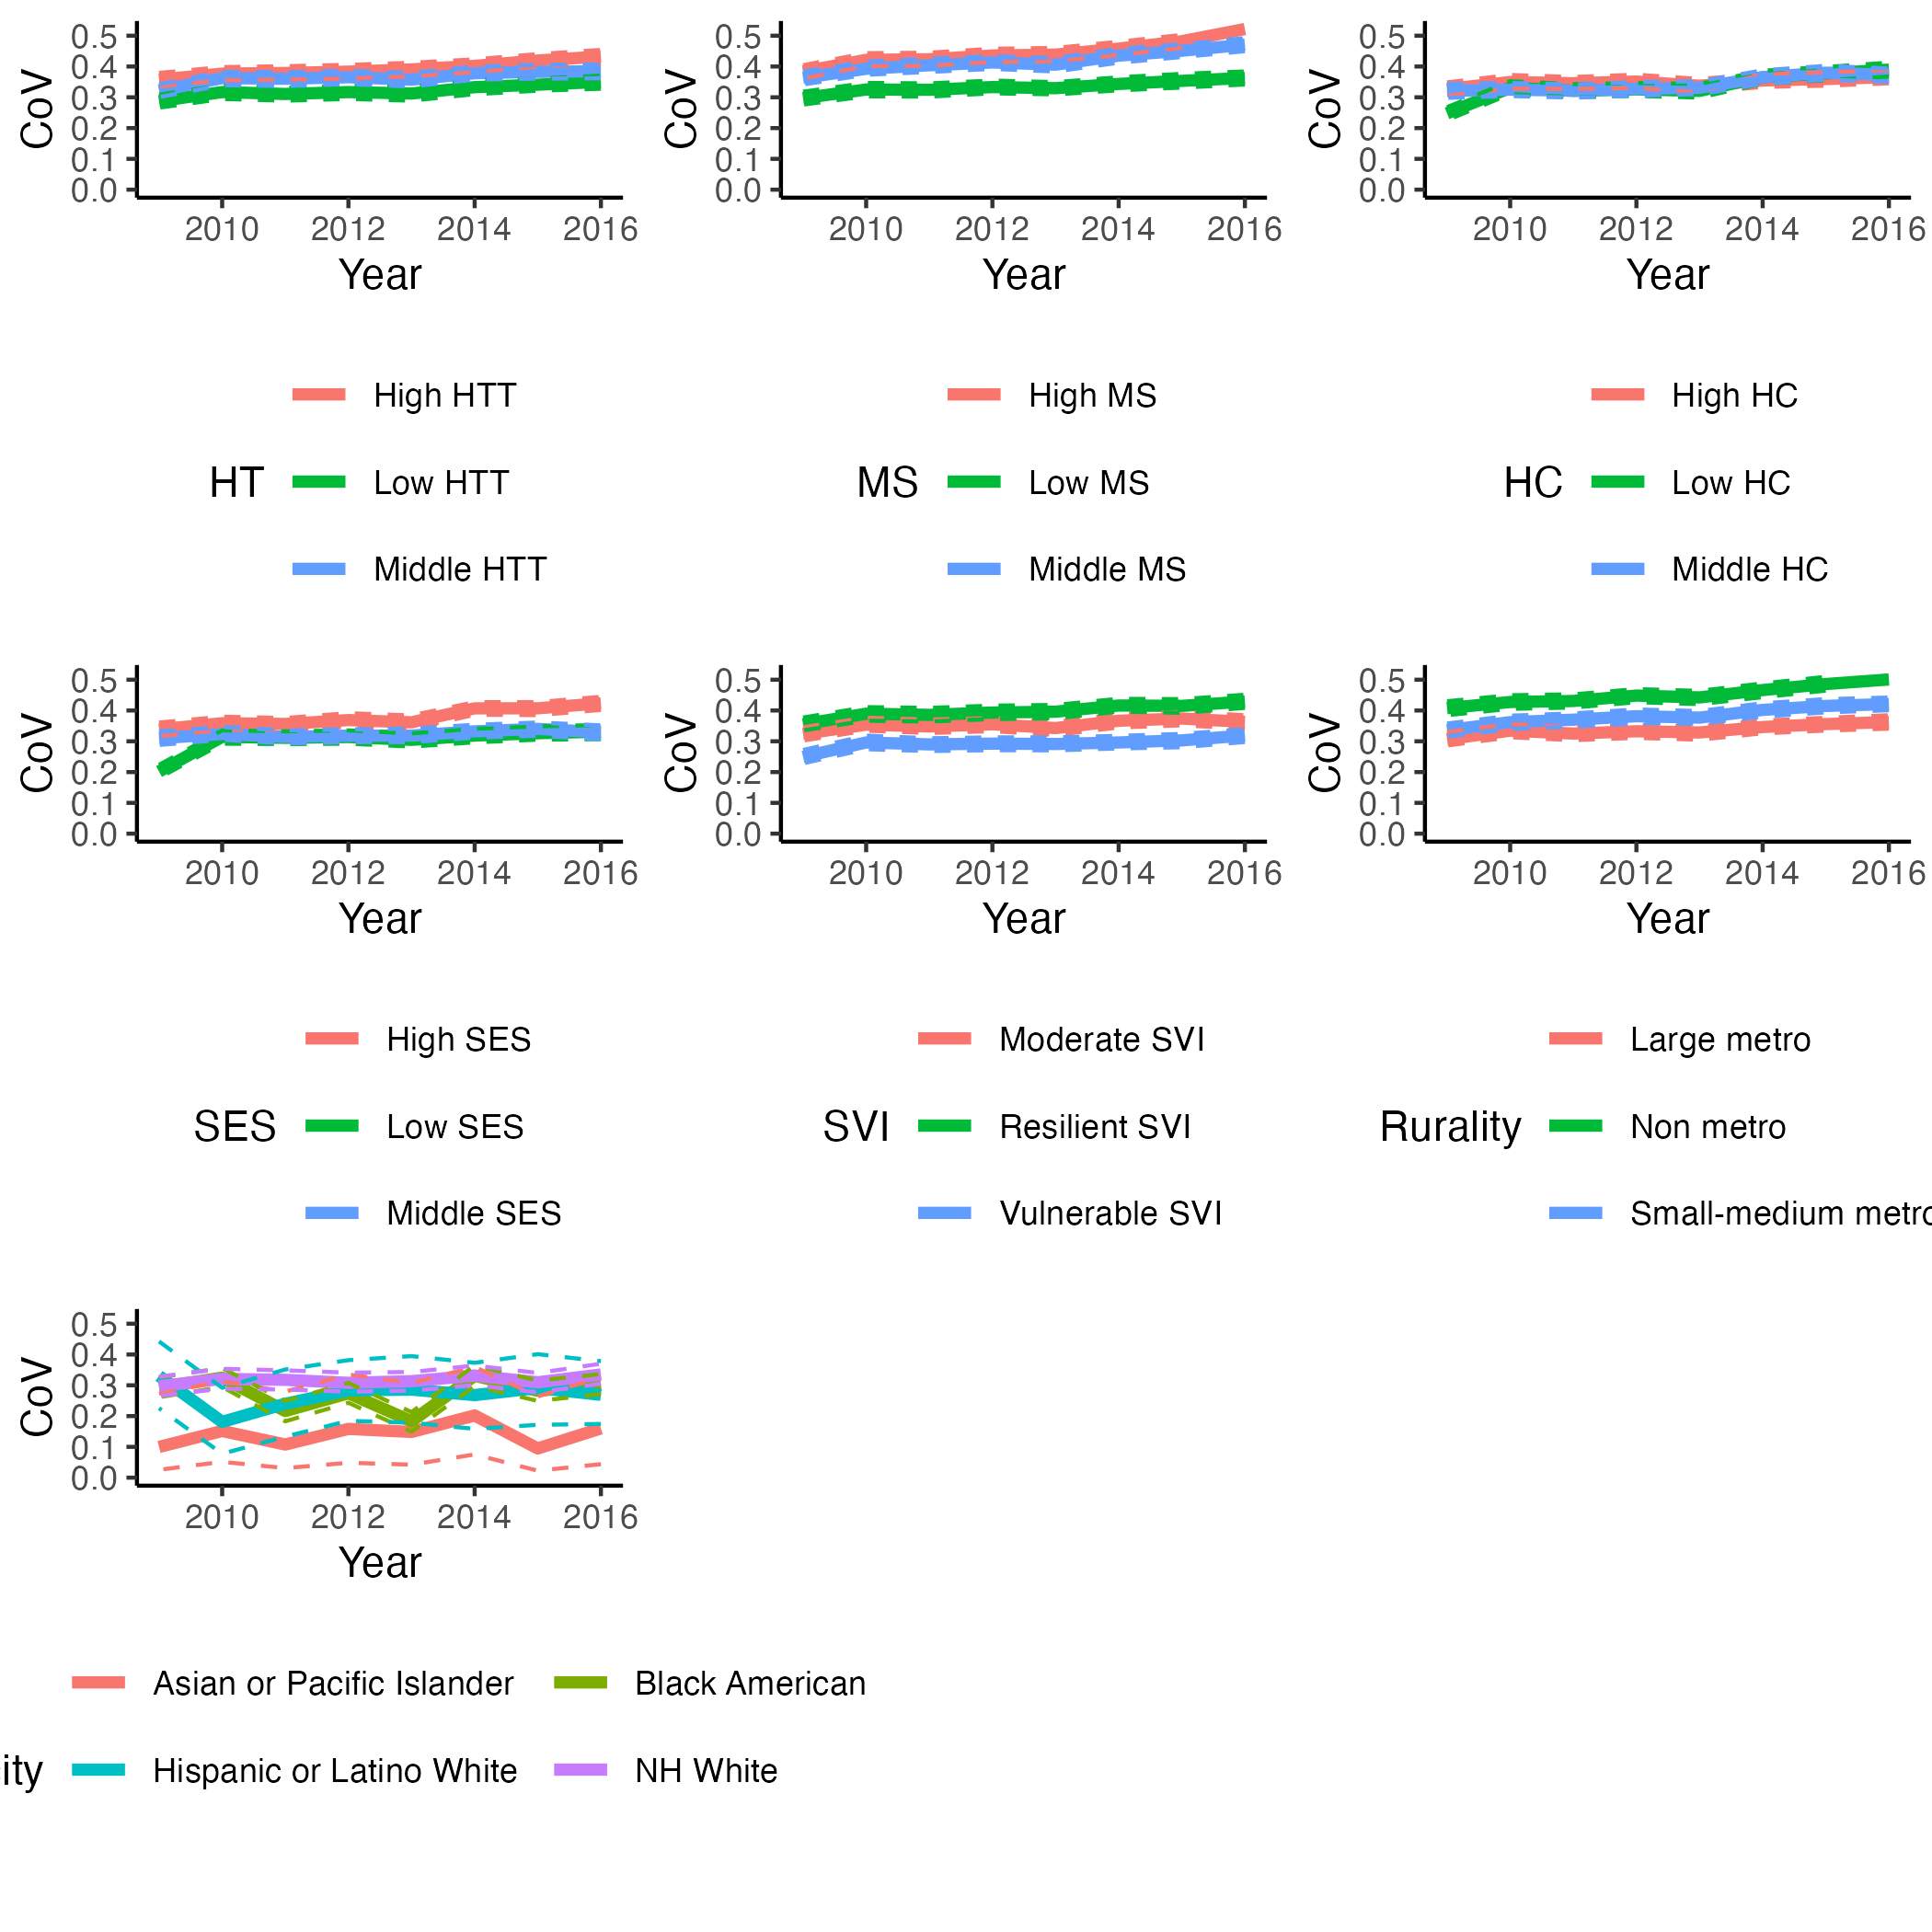 CoV
0.5
0.4
0.3
0.2
0.1
0.0
2010 2012 2014 2016
Year
HT
High HTT
Low HTT
Middle HTT
CoV
0.5
0.4
0.3
0.2
0.1
0.0
2010 2012 2014 2016
Year
MS
High MS
Low MS
Middle MS
CoV
0.5
0.4
0.3
0.2
0.1
0.0
2010 2012 2014 2016
Year
HC
High HC
Low HC
Middle HC
CoV
0.5
0.4
0.3
0.2
0.1
0.0
2010 2012 2014 2016
Year
SES
High SES
Low SES
Middle SES
CoV
0.5
0.4
0.3
0.2
0.1
0.0
2010 2012 2014 2016
Year
SVI
Moderate SVI
Resilient SVI
Vulnerable SVI
CoV
0.5
0.4
0.3
0.2
0.1
0.0
2010 2012 2014 2016
Year
Rurality
Large metro
Non metro
Small-medium metro
CoV
0.5
0.4
0.3
0.2
0.1
0.0
2010 2012 2014 2016
Year
ity
Asian or Pacific Islander
Black American
Hispanic or Latino White
NH White